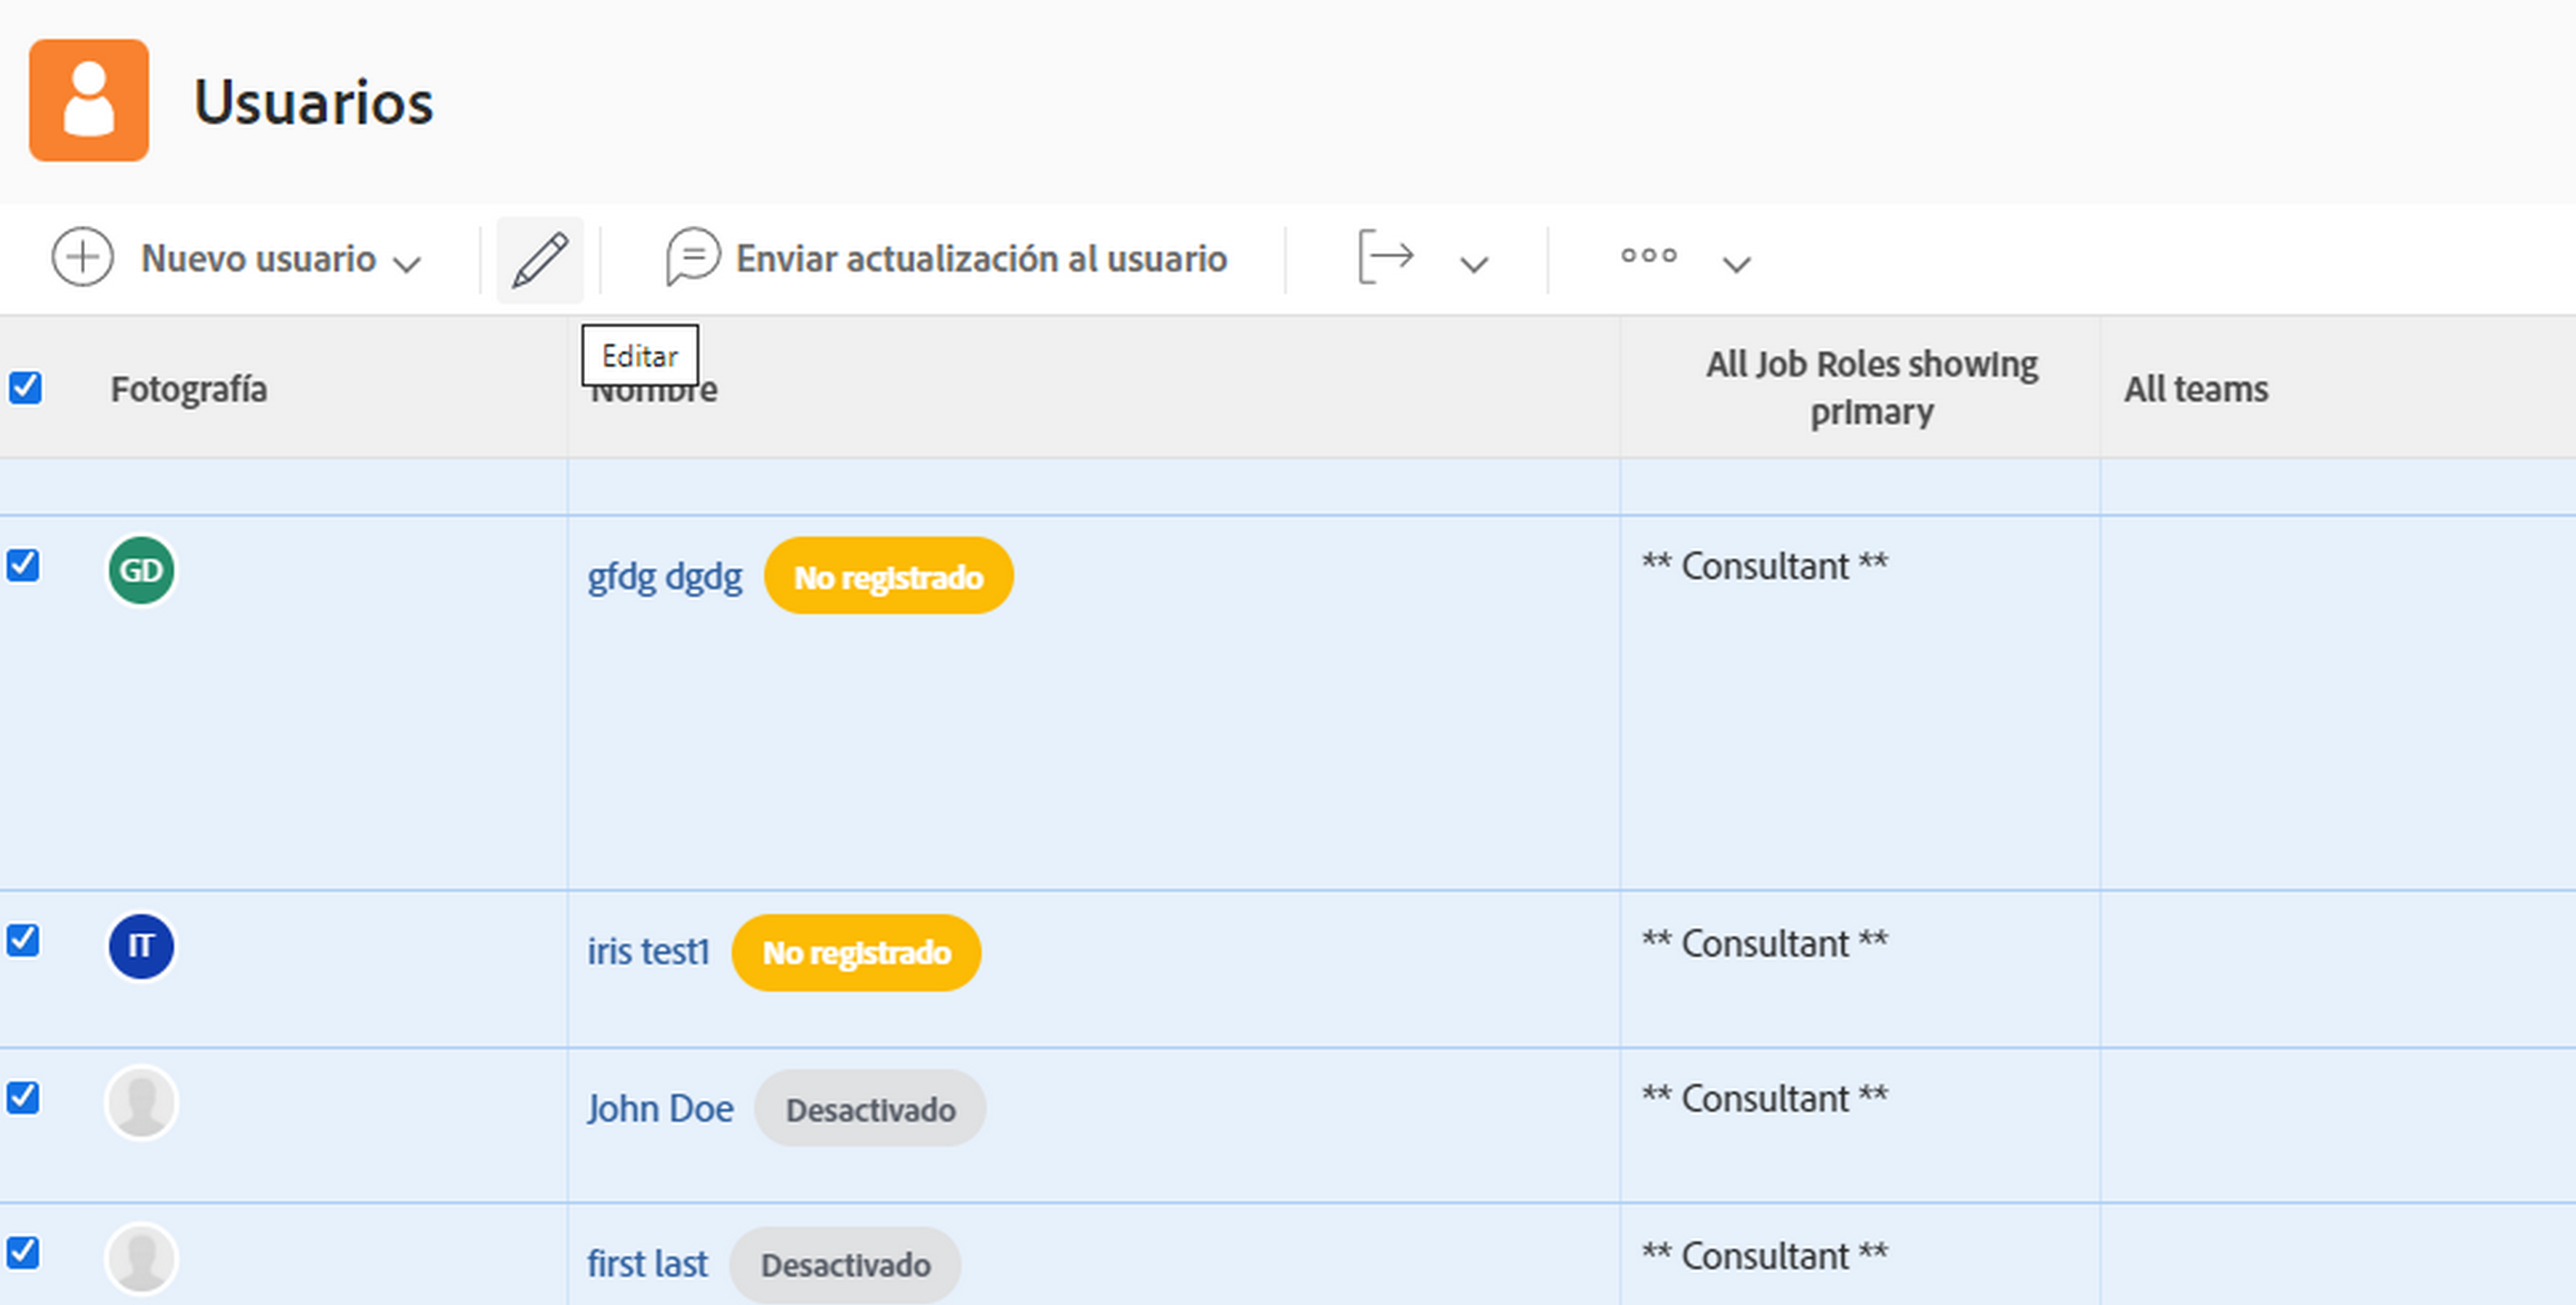 Usuarios
Nuevo usuario
Enviar actualización al usuario
Editar
Fotografía
Nombre
All Job Roles showing
primary
All teams
GD
gfdg dgdg
No registrado
** Consultant **
IT
iris test1
No registrado
** Consultant **
John Doe
Desactivado
** Consultant **
first last
Desactivado
** Consultant **